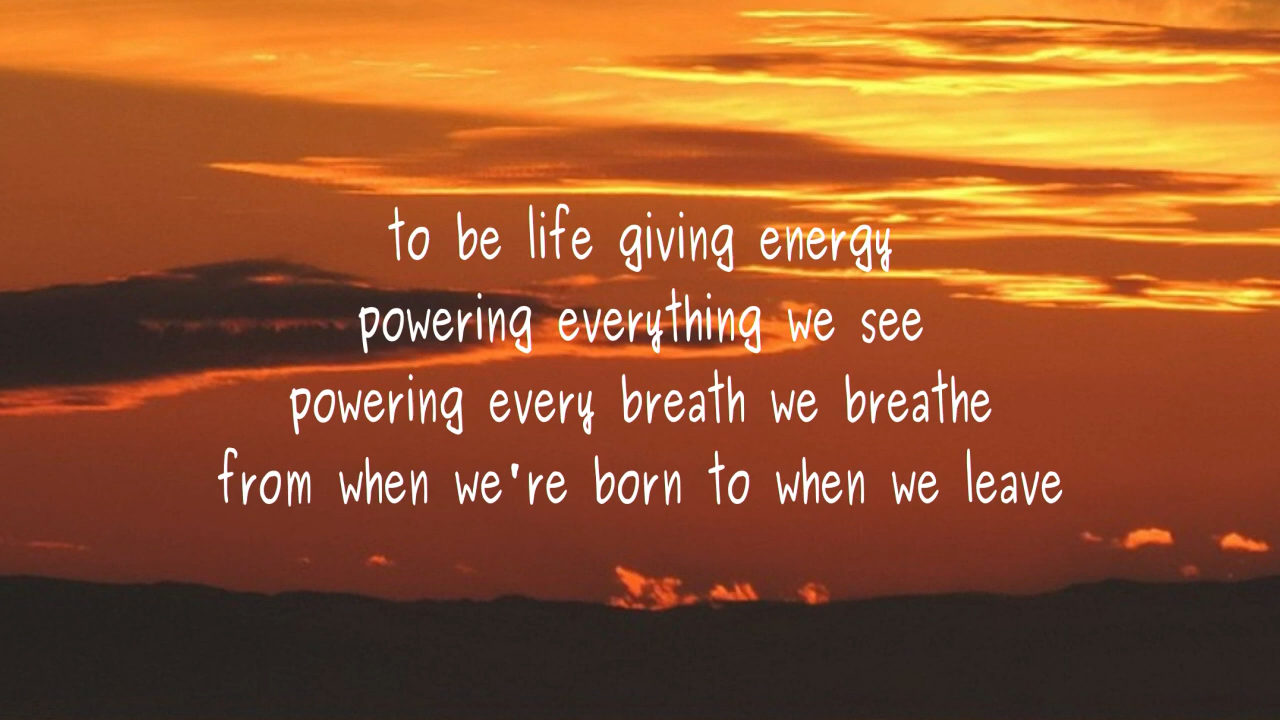 to be life giving energy
powering everything we see
powering every breath we breathe
from when we're born to when we leave